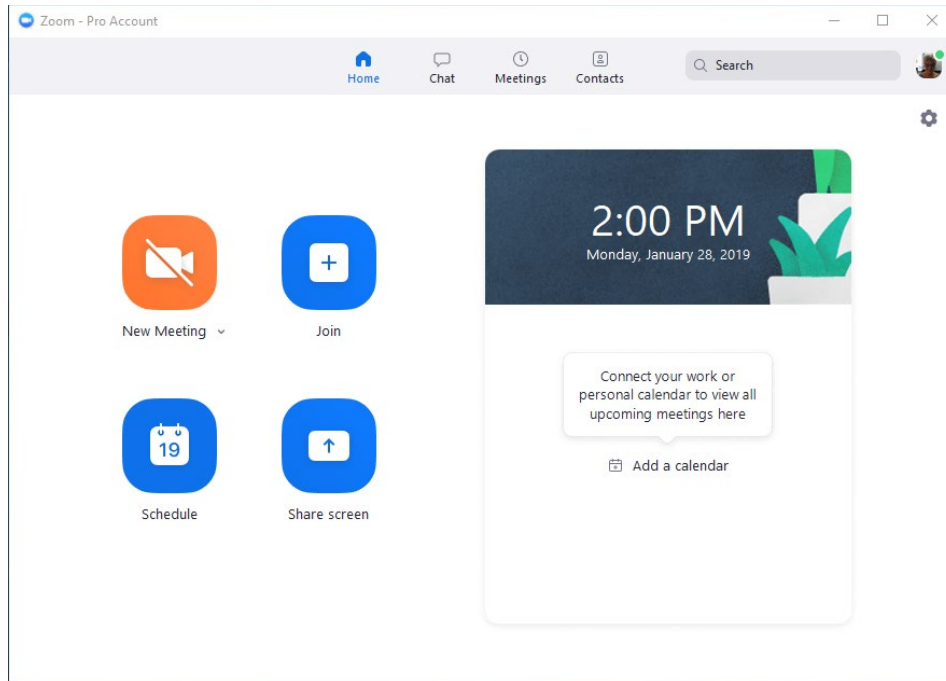 Zoom - Pro Account
Home
Chat
Meetings
Contacts
Search
2:00 PM
Monday, January 28, 2019
New Meeting
Join
Connect your work or
personal calendar to view all
upcoming meetings here
Add a calendar
19
Schedule
Share screen